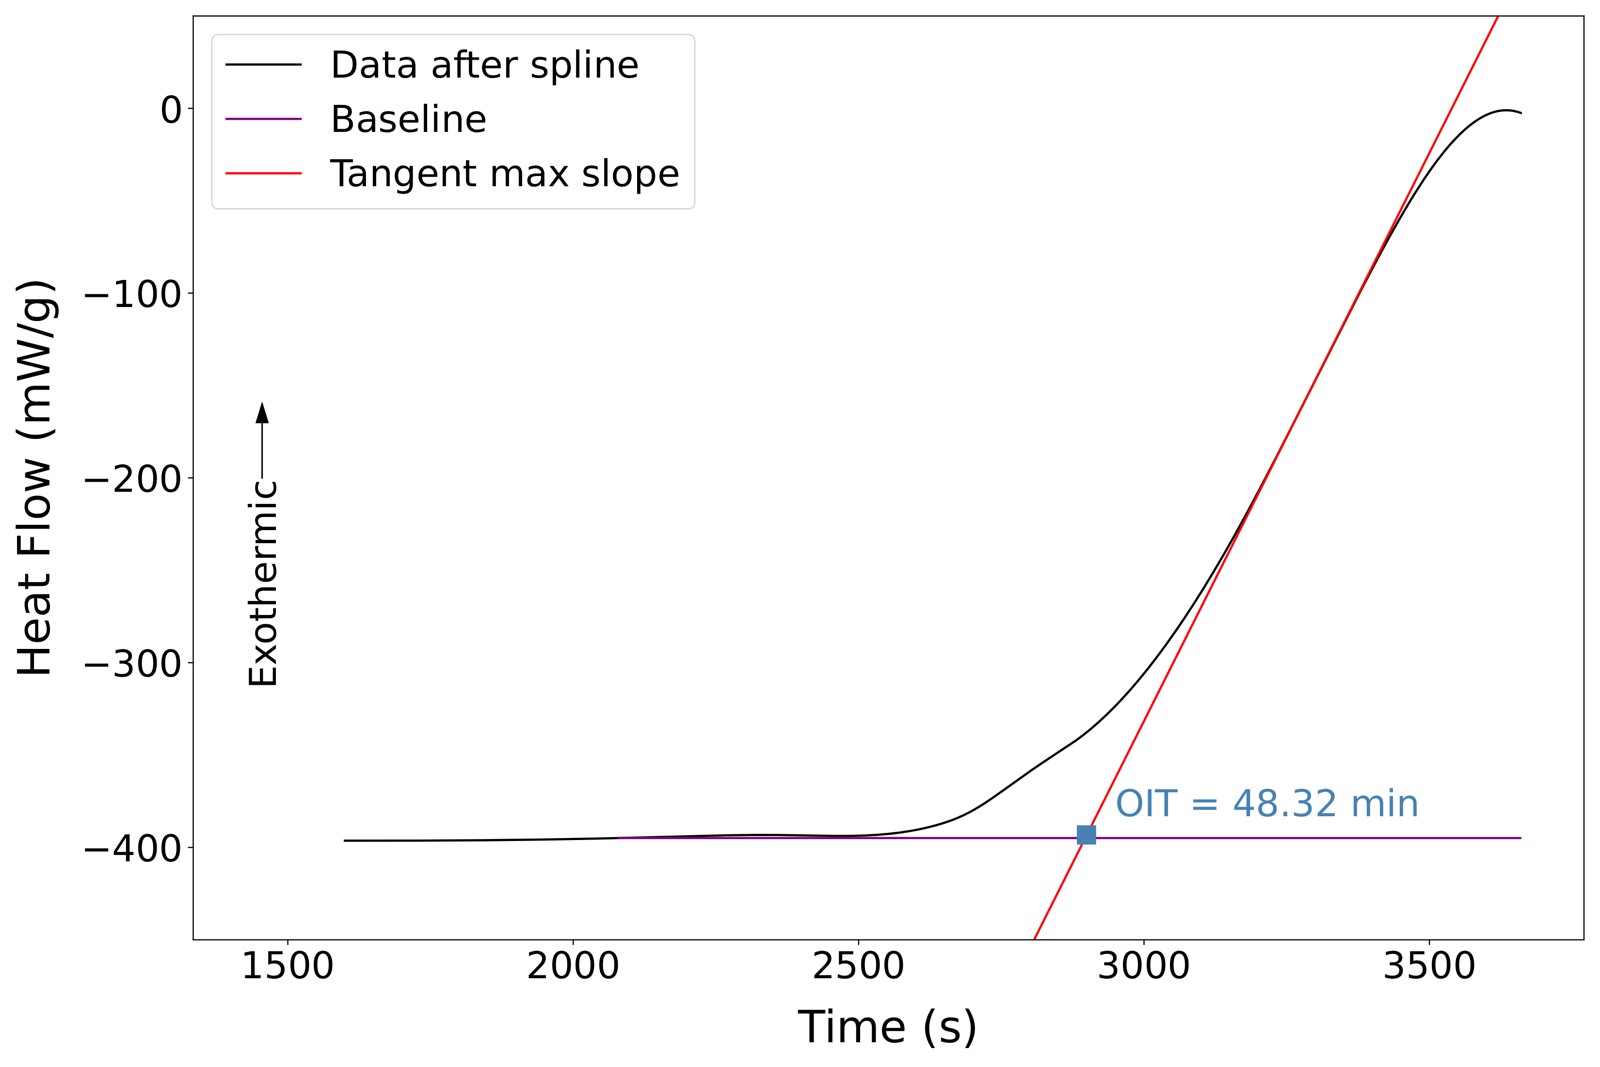 Data after spline
Baseline
Tangent max slope
0
−100
−200
−300
−400
Heat Flow (mW/g)
Exothermic
OIT = 48.32 min
1500 2000 2500 3000 3500
Time (s)